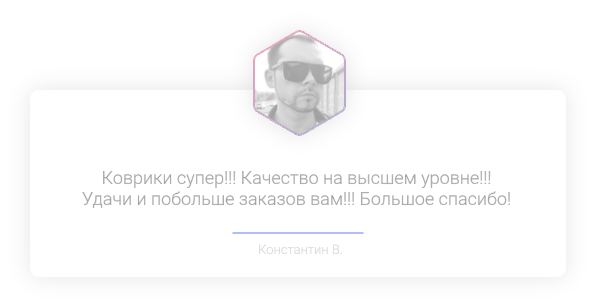 Коврики супер!!! Качество на высшем уровне!!!
Удачи и побольше заказов вам!!! Большое спасибо!
Константин В.